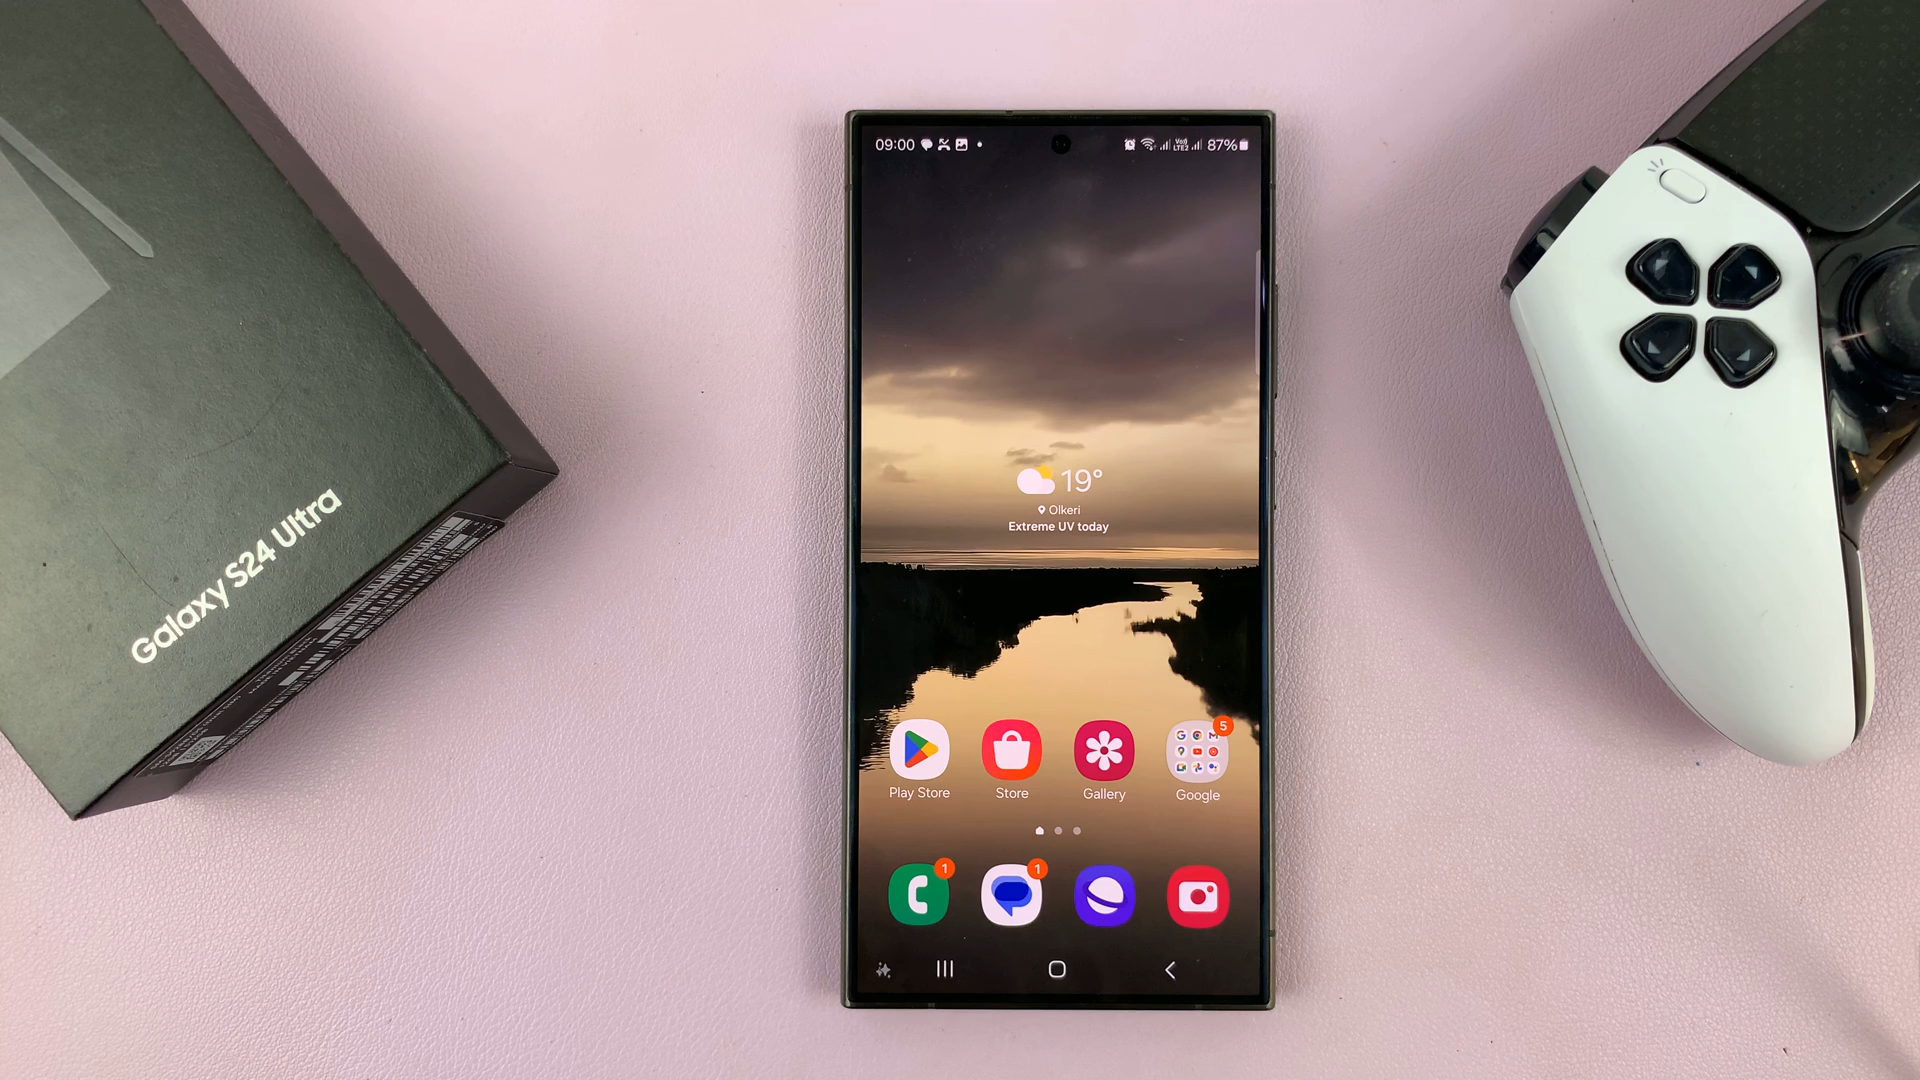 Galaxy S24 Ultra
09:00
87%
19°
Olkeri
Extreme UV today
5
Play Store
Store
Gallery
Google
1
1